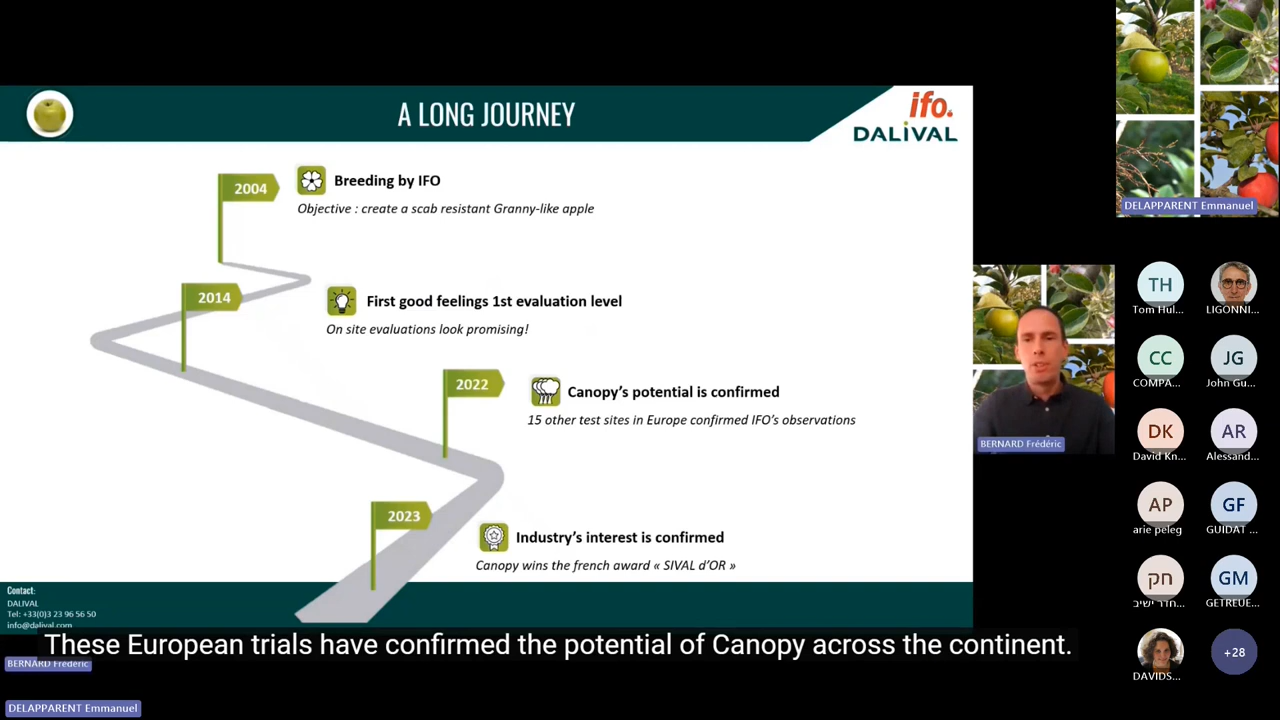 A LONG JOURNEY
ifo.
DALIVAL
2004
Breeding by IFO
Objective : create a scab resistant Granny-like apple
2014
First good feelings 1st evaluation level
On site evaluations look promising!
2022
Canopy's potential is confirmed
15 other test sites in Europe confirmed IFO's observations
2023
Industry's interest is confirmed
Canopy wins the french award « SIVAL d'OR »
Contact:
DALIVAL
Tel: +33(0)3 23 96 56 50
info@dalival.com
These European trials have confirmed the potential of Canopy across the continent.
BERNARD Frédéric
DELAPPARENT Emmanuel
BERNARD Frédéric
DELAPPARENT Emmanuel
TH
Tom Hul...
LIGONNI...
CC
COMPA...
JG
John Gu...
DK
David Kn...
AR
Alessand...
AP
arie peleg
GF
GUIDAT ...
חק
חדר ישיב...
GM
GETREUE...
DAVIDS...
+28